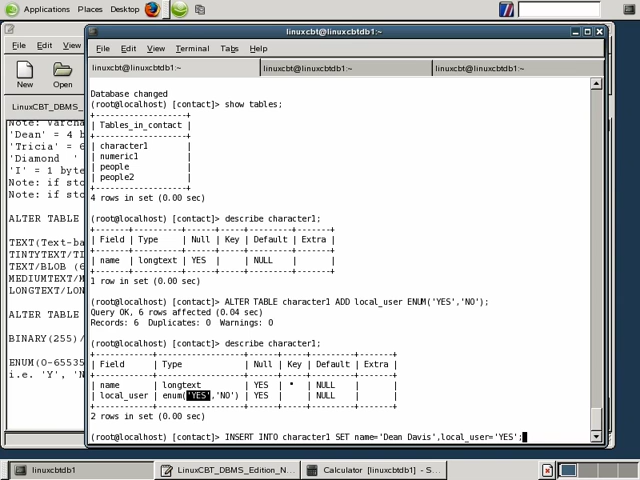 Applications Places Desktop
linuxcbt@linuxcbtdb1:~
File Edit View
File Edit View Terminal Tabs Help
linuxcbt@linuxcbtdb1:~ linuxcbt@linuxcbtdb1:~ linuxcbt@linuxcbtdb1:~
New Open
LinuxCBT_DBMS_
Note: varcha
'Dean' = 4 b
'Tricia' = 6
'Diamond ' 
'I' = 1 byte
Note: if sto
Note: if sto
ALTER TABLE
TEXT(Text-ba
TINYTEXT/TI
TEXT/BLOB (6
MEDIUMTEXT/M
LONGTEXT/LON
ALTER TABLE
BINARY(255)/
ENUM(0-65535
i.e. 'Y', 'N
Database changed
(root@localhost) [contact]> show tables;
+-------------------+
| Tables_in_contact |
+-------------------+
| character1 |
| numeric1 |
| people |
| people2 |
+-------------------+
4 rows in set (0.00 sec)
(root@localhost) [contact]> describe character1;
+-------+----------+------+-----+---------+-------+
| Field | Type | Null | Key | Default | Extra |
+-------+----------+------+-----+---------+-------+
| name | longtext | YES | | NULL | |
+-------+----------+------+-----+---------+-------+
1 row in set (0.00 sec)
(root@localhost) [contact]> ALTER TABLE character1 ADD local_user ENUM('YES','NO');
Query OK, 6 rows affected (0.04 sec)
Records: 6 Duplicates: 0 Warnings: 0
(root@localhost) [contact]> describe character1;
+------------+------------------+------+-----+---------+-------+
| Field | Type | Null | Key | Default | Extra |
+------------+------------------+------+-----+---------+-------+
| name | longtext | YES | | NULL | |
| local_user | enum('YES','NO') | YES | | NULL | |
+------------+------------------+------+-----+---------+-------+
2 rows in set (0.00 sec)
(root@localhost) [contact]> INSERT INTO character1 SET name='Dean Davis',local_user='YES';
linuxcbtdb1 LinuxCBT_DBMS_Edition_N... Calculator [linuxcbtdb1] - S...